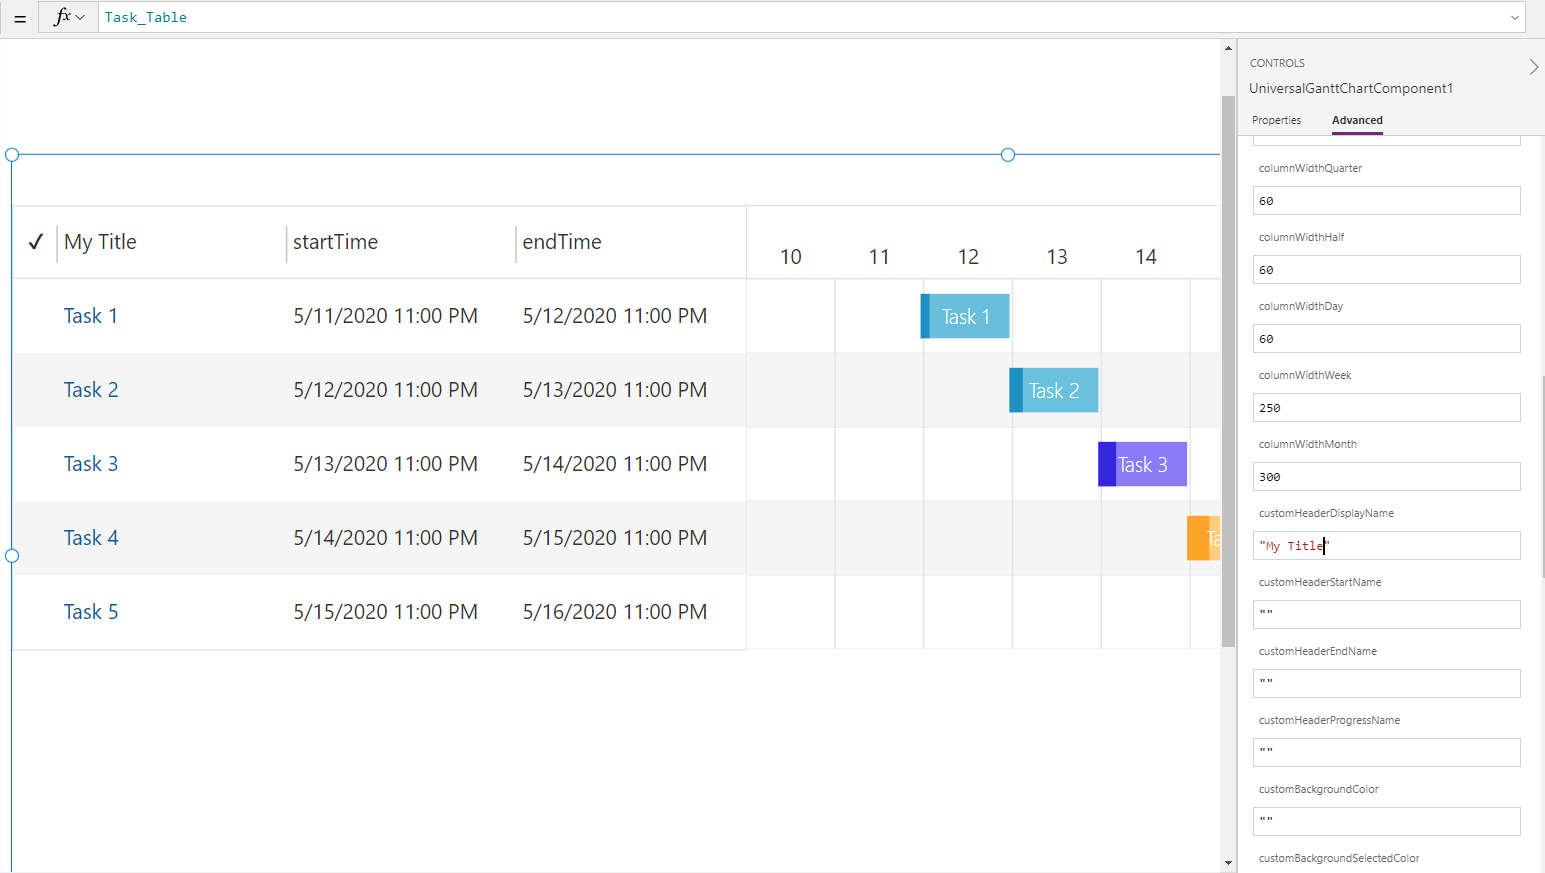 = fx Task_Table
✓ My Title startTime endTime
10 11 12 13 14
Task 1 5/11/2020 11:00 PM 5/12/2020 11:00 PM Task 1
Task 2 5/12/2020 11:00 PM 5/13/2020 11:00 PM Task 2
Task 3 5/13/2020 11:00 PM 5/14/2020 11:00 PM Task 3
Task 4 5/14/2020 11:00 PM 5/15/2020 11:00 PM Ta
Task 5 5/15/2020 11:00 PM 5/16/2020 11:00 PM
CONTROLS
UniversalGanttChartComponent1
Properties Advanced
columnWidthQuarter
60
columnWidthHalf
60
columnWidthDay
60
columnWidthWeek
250
columnWidthMonth
300
customHeaderDisplayName
"My Title"
customHeaderStartName
""
customHeaderEndName
""
customHeaderProgressName
""
customBackgroundColor
""
customBackgroundSelectedColor